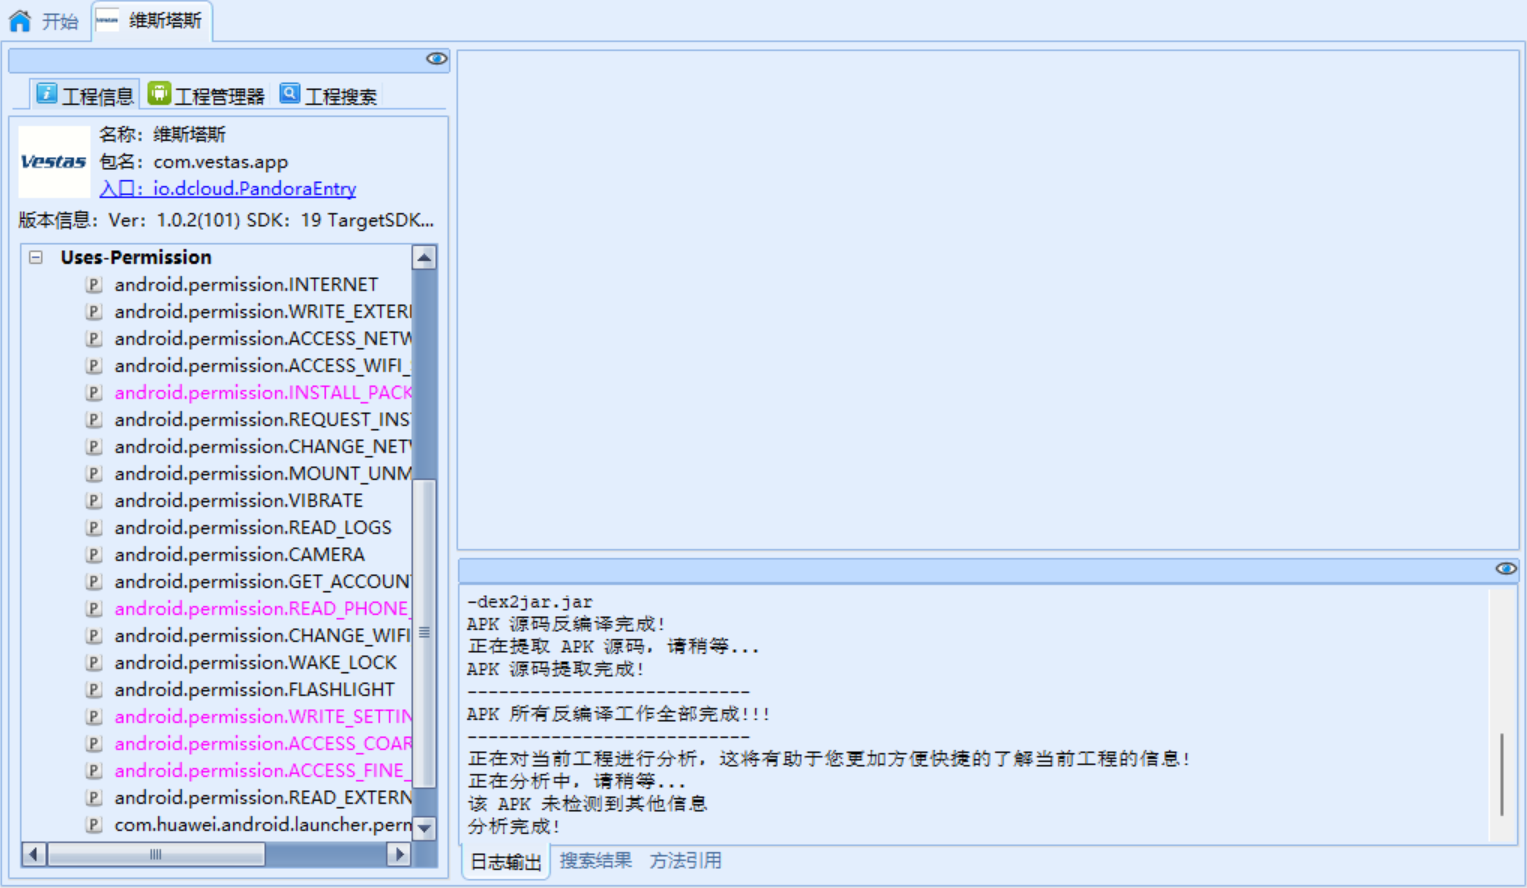 开始
维斯塔斯
工程信息
工程管理器
工程搜索
Vestas
名称：维斯塔斯
包名：com.vestas.app
入口：io.dcloud.PandoraEntry
版本信息：Ver：1.0.2(101) SDK：19 TargetSDK...
Uses-Permission
android.permission.INTERNET
android.permission.WRITE_EXTER
android.permission.ACCESS_NETW
android.permission.ACCESS_WIFI_
android.permission.INSTALL_PACK
android.permission.REQUEST_INS
android.permission.CHANGE_NET
android.permission.MOUNT_UNM
android.permission.VIBRATE
android.permission.READ_LOGS
android.permission.CAMERA
android.permission.GET_ACCOUN
android.permission.READ_PHONE_
android.permission.CHANGE_WIFI
android.permission.WAKE_LOCK
android.permission.FLASHLIGHT
android.permission.WRITE_SETTIN
android.permission.ACCESS_COAR
android.permission.ACCESS_FINE_
android.permission.READ_EXTERN
com.huawei.android.launcher.perm
-dex2jar.jar
APK 源码反编译完成！
正在提取 APK 源码，请稍等...
APK 源码提取完成！
---------------------------
APK 所有反编译工作全部完成!!!
---------------------------
正在对当前工程进行分析，这将有助于您更加方便快捷的了解当前工程的信息！
正在分析中，请稍等...
该 APK 未检测到其他信息
分析完成！
日志输出
搜索结果
方法引用